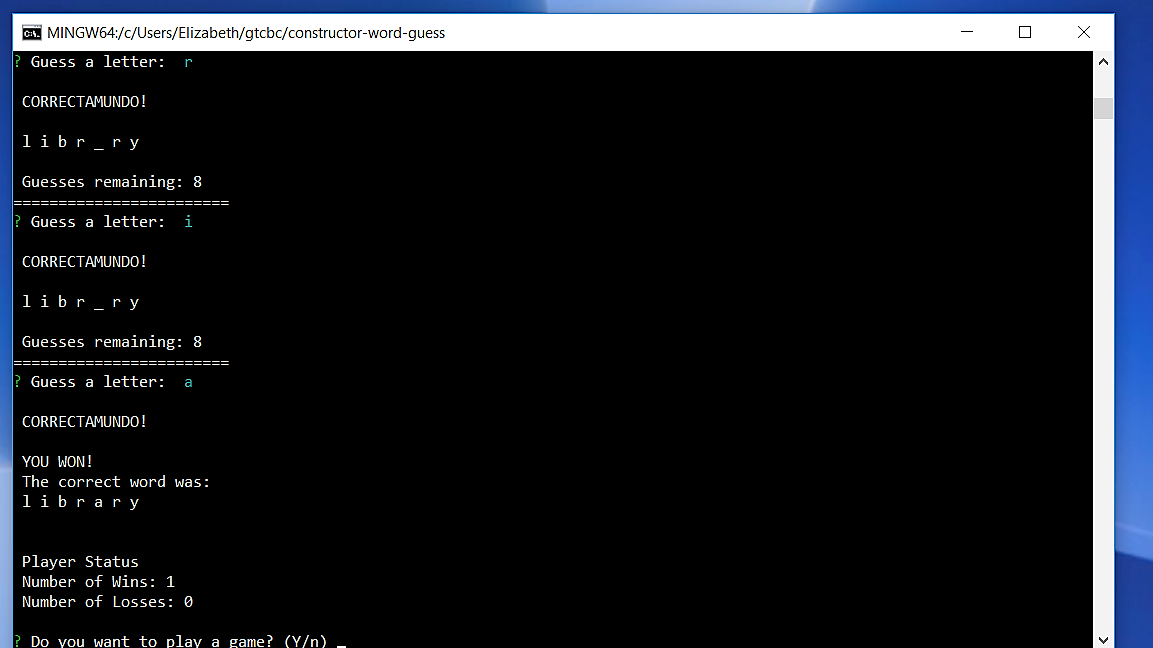 MINGW64:/c/Users/Elizabeth/gtcbc/constructor-word-guess
? Guess a letter:  r
CORRECTAMUNDO!
l i b r _ r y
Guesses remaining: 8
========================
? Guess a letter:  i
CORRECTAMUNDO!
l i b r _ r y
Guesses remaining: 8
========================
? Guess a letter:  a
CORRECTAMUNDO!
YOU WON!
The correct word was:
l i b r a r y
Player Status
Number of Wins: 1
Number of Losses: 0
? Do you want to play a game? (Y/n) _